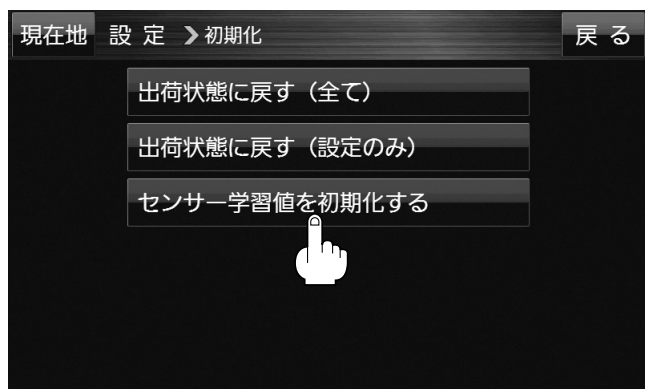 現在地 設 定 》初期化 戻 る
出荷状態に戻す（全て）
出荷状態に戻す（設定のみ）
センサー学習値を初期化する